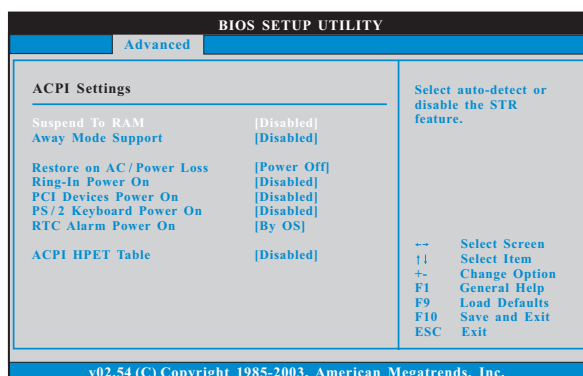 BIOS SETUP UTILITY
Advanced
ACPI Settings
Suspend To RAM [Disabled]
Away Mode Support [Disabled]
Restore on AC/Power Loss [Power Off]
Ring-In Power On [Disabled]
PCI Devices Power On [Disabled]
PS/2 Keyboard Power On [Disabled]
RTC Alarm Power On [By OS]
ACPI HPET Table [Disabled]
Select auto-detect or
disable the STR
feature.
←→ Select Screen
↑↓ Select Item
+- Change Option
F1 General Help
F9 Load Defaults
F10 Save and Exit
ESC Exit
v02.54 (C) Copyright 1985-2003, American Megatrends, Inc.